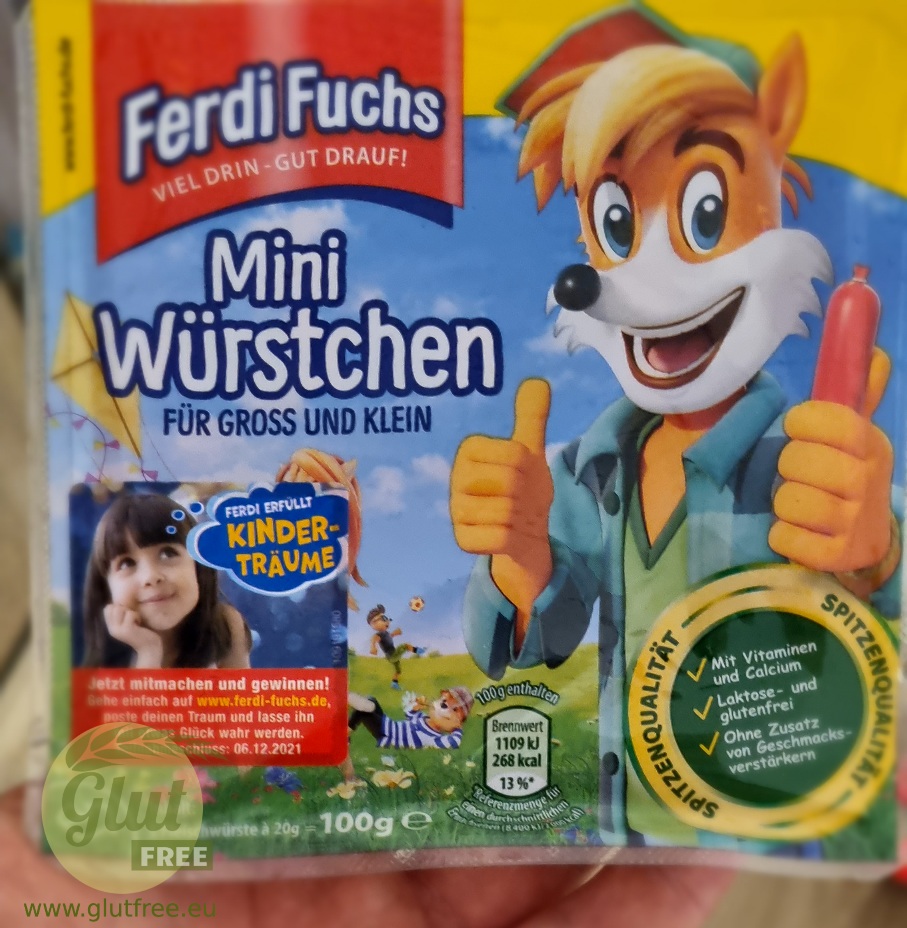 Ferdi Fuchs
VIEL DRIN - GUT DRAUF!
Mini
Würstchen
FÜR GROSS UND KLEIN
FERDI ERFÜLLT
KINDER-
TRÄUME
Jetzt mitmachen und gewinnen!
Gehe einfach auf www.ferdi-fuchs.de,
poste deinen Traum und lasse ihn
Glück wahr werden.
06.12.2021
100g enthalten
Brennwert
1109 kJ
268 kcal
13 %*
*Referenzmenge für
einen durchschnittlichen
SPITZENQUALITÄT
SPITZENQUALITÄT
SPITZ
Mit Vitaminen
und Calcium
Laktose- und
glutenfrei
Ohne Zusatz
von Geschmacks-
verstärkern
à 20g = 100g e
Glut
FREE
www.glutfree.eu